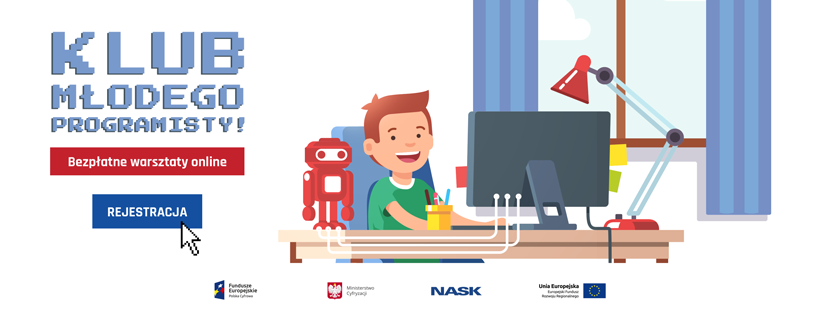 KLUB
MŁODEGO
PROGRAMISTY!
Bezpłatne warsztaty online
REJESTRACJA
Fundusze
Europejskie
Polska Cyfrowa
Ministerstwo
Cyfryzacji
NASK
Unia Europejska
Europejski Fundusz
Rozwoju Regionalnego